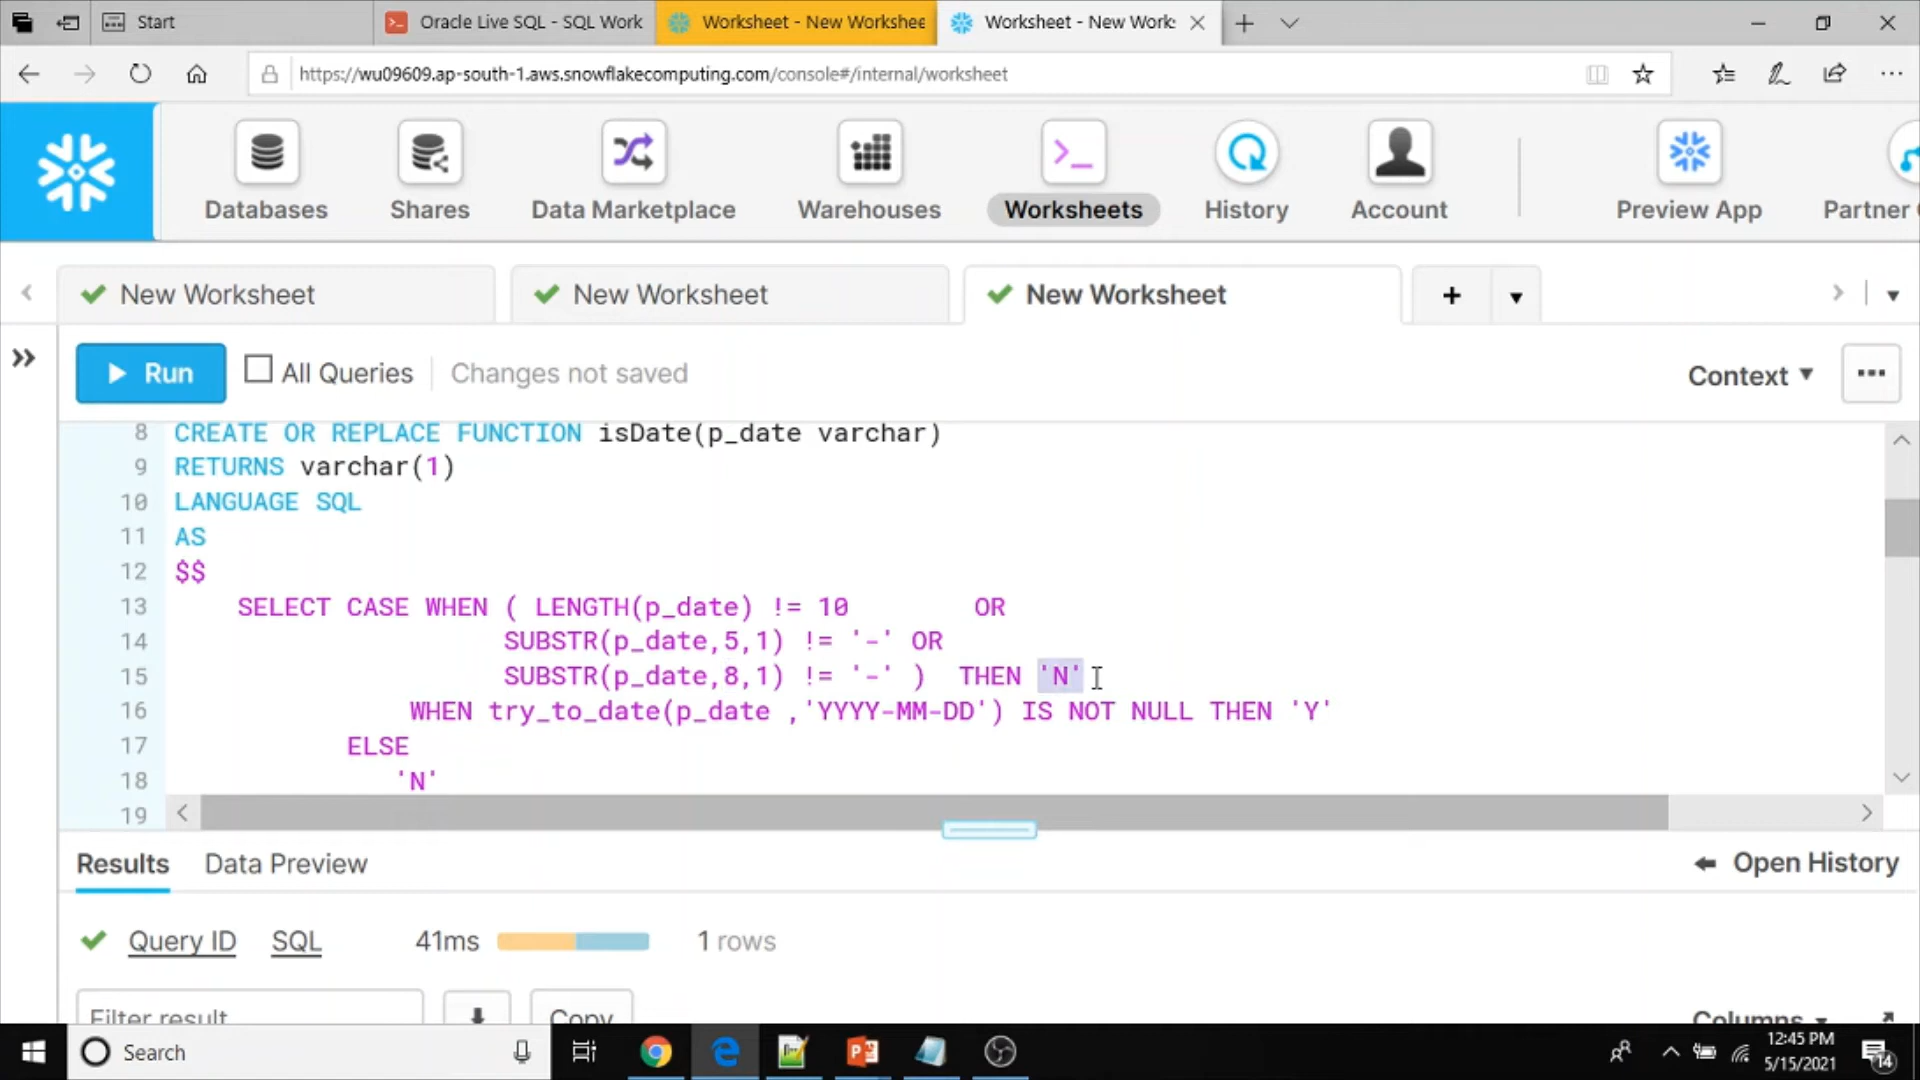 Start
Oracle Live SQL - SQL Work
Worksheet - New Workshee
Worksheet - New Work
https://wu09609.ap-south-1.aws.snowflakecomputing.com/console#/internal/worksheet
Databases
Shares
Data Marketplace
Warehouses
Worksheets
History
Account
Preview App
Partner
New Worksheet
New Worksheet
New Worksheet
Run
All Queries
Changes not saved
Context
8 CREATE OR REPLACE FUNCTION isDate(p_date varchar)
9 RETURNS varchar(1)
10 LANGUAGE SQL
11 AS
12 $$
13 SELECT CASE WHEN ( LENGTH(p_date) != 10 OR
14 SUBSTR(p_date,5,1) != '-' OR
15 SUBSTR(p_date,8,1) != '-' ) THEN 'N'
16 WHEN try_to_date(p_date ,'YYYY-MM-DD') IS NOT NULL THEN 'Y'
17 ELSE
18 'N'
19
Results
Data Preview
Open History
Query ID
SQL
41ms
1 rows
Filter result
Copy
Columns
Search
12:45 PM
5/15/2021
14